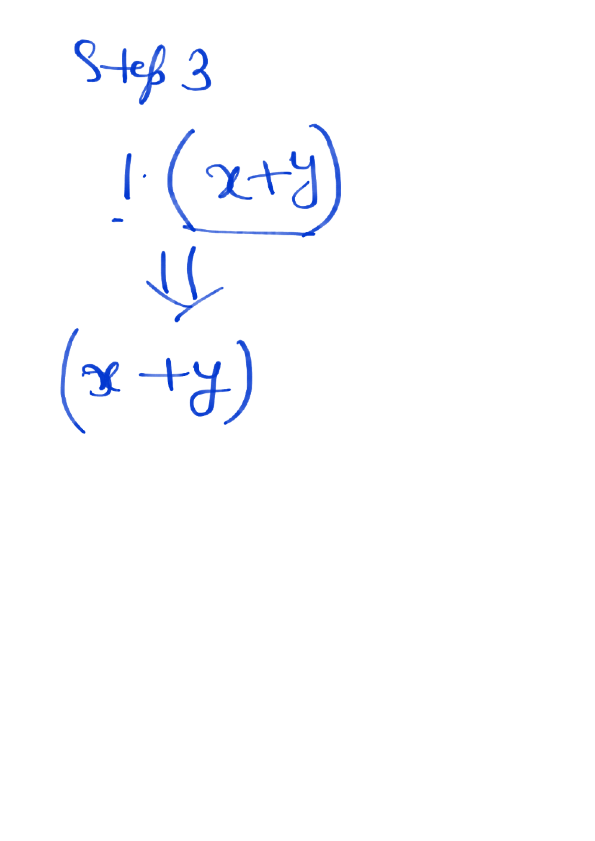 Step 3
1·(x+y)
⇓
(x+y)